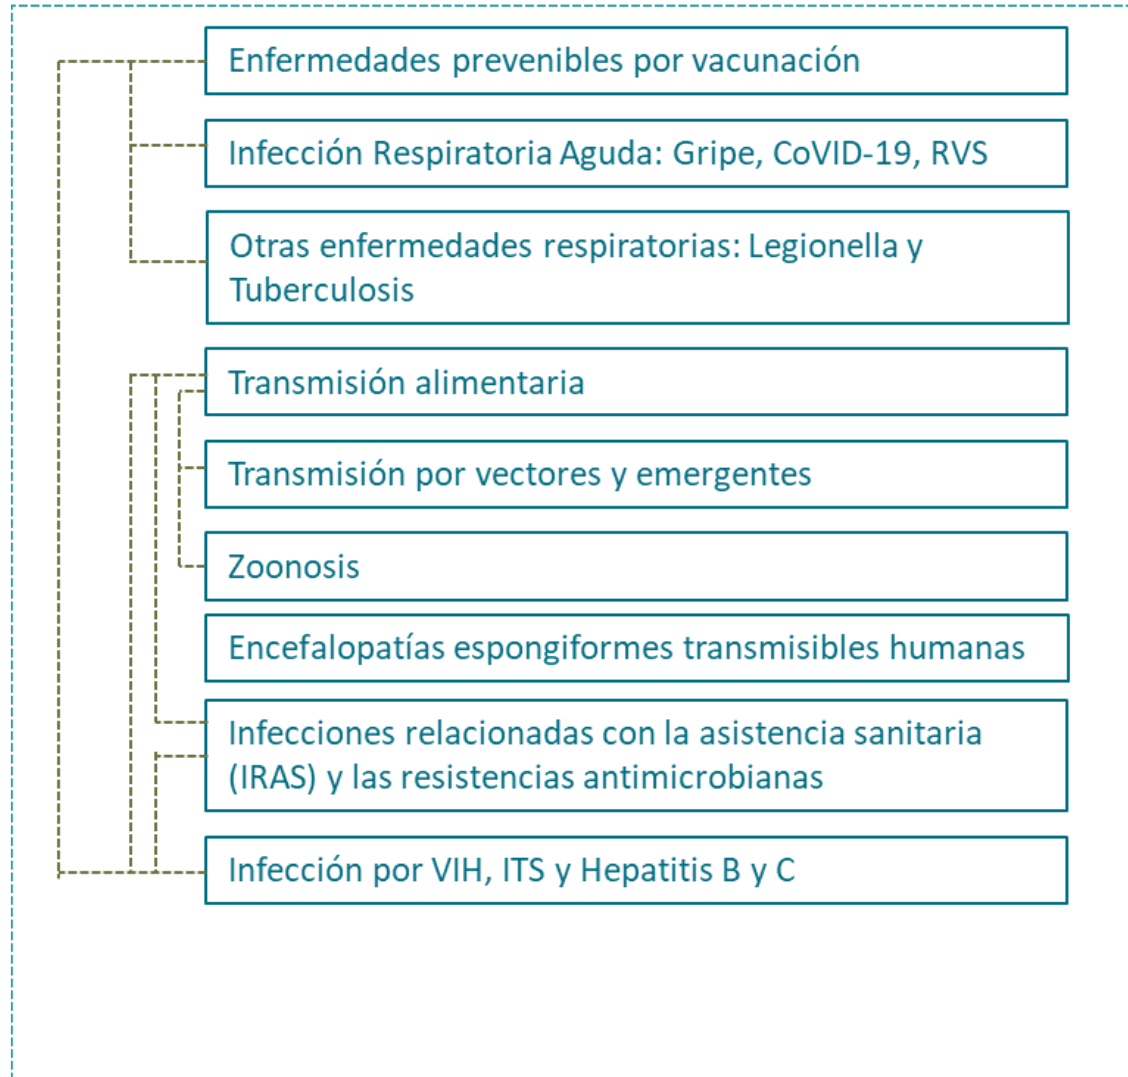 Enfermedades prevenibles por vacunación
Infección Respiratoria Aguda: Gripe, CoVID-19, RVS
Otras enfermedades respiratorias: Legionella y
Tuberculosis
Transmisión alimentaria
Transmisión por vectores y emergentes
Zoonosis
Encefalopatías espongiformes transmisibles humanas
Infecciones relacionadas con la asistencia sanitaria
(IRAS) y las resistencias antimicrobianas
Infección por VIH, ITS y Hepatitis B y C